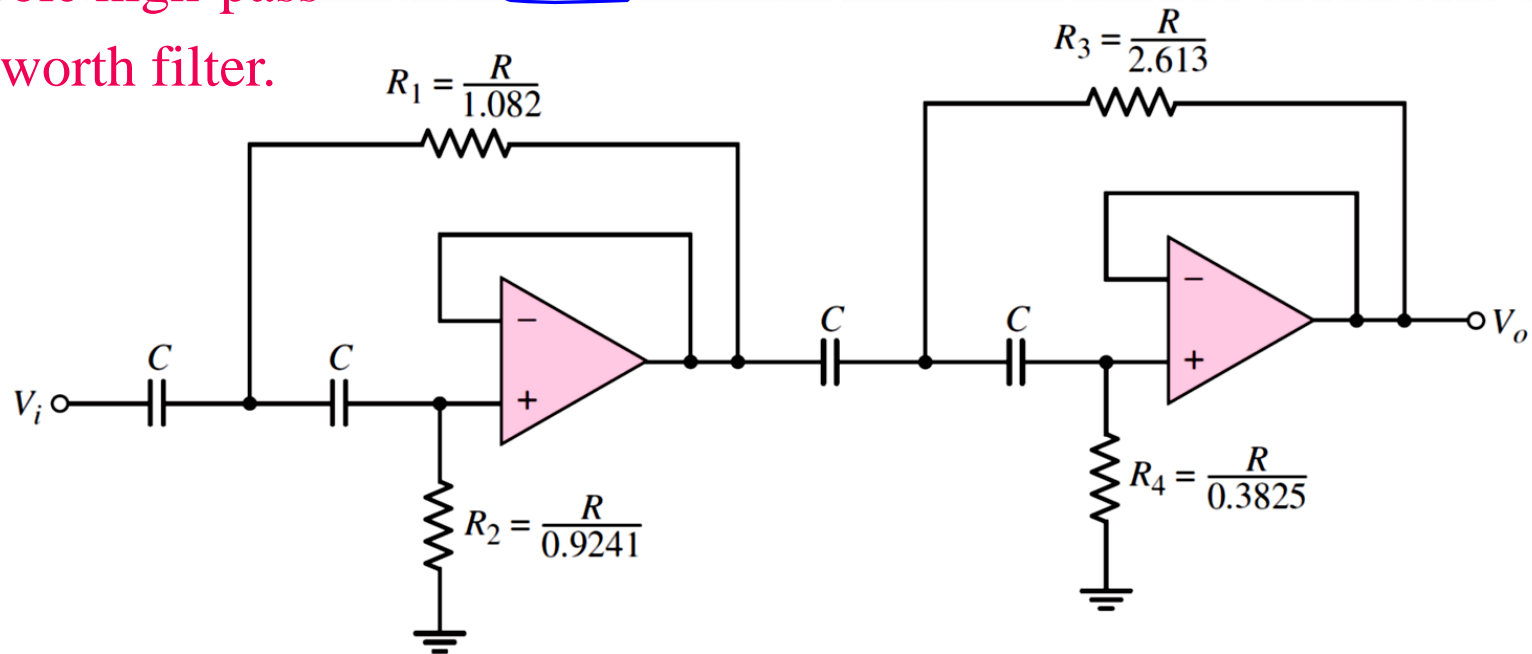 worth filter.
R₁ = R/1.082
R₃ = R/2.613
C
C
C
C
Vᵢ
−
+
−
+
Vₒ
R₂ = R/0.9241
R₄ = R/0.3825